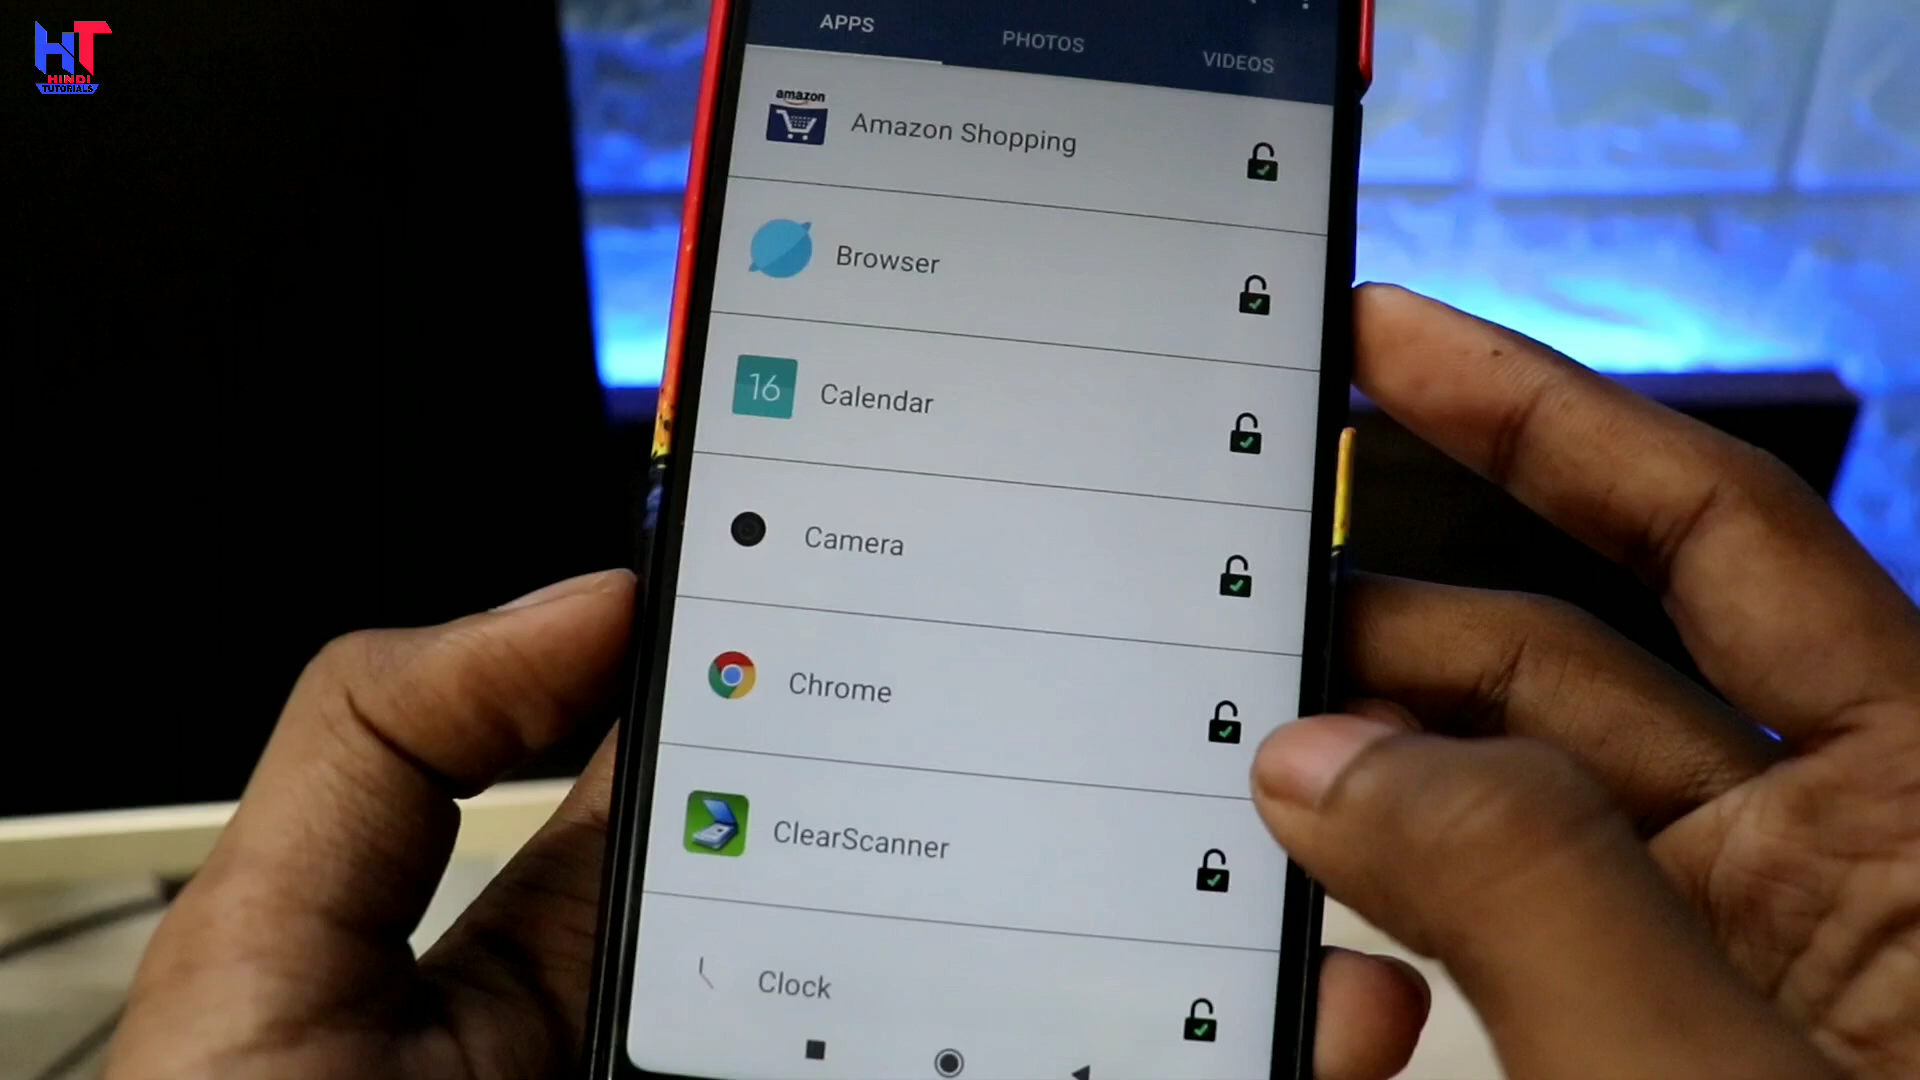 HT
HINDI
TUTORIALS
APPS
PHOTOS
VIDEOS
amazon
Amazon Shopping
Browser
16
Calendar
Camera
Chrome
ClearScanner
Clock